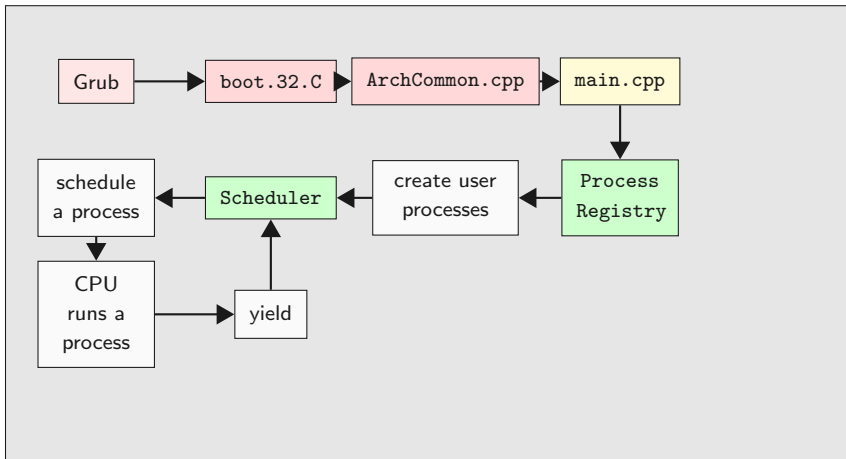 Grub
boot.32.C
ArchCommon.cpp
main.cpp
schedule
a process
Scheduler
create user
processes
Process
Registry
CPU
runs a
process
yield